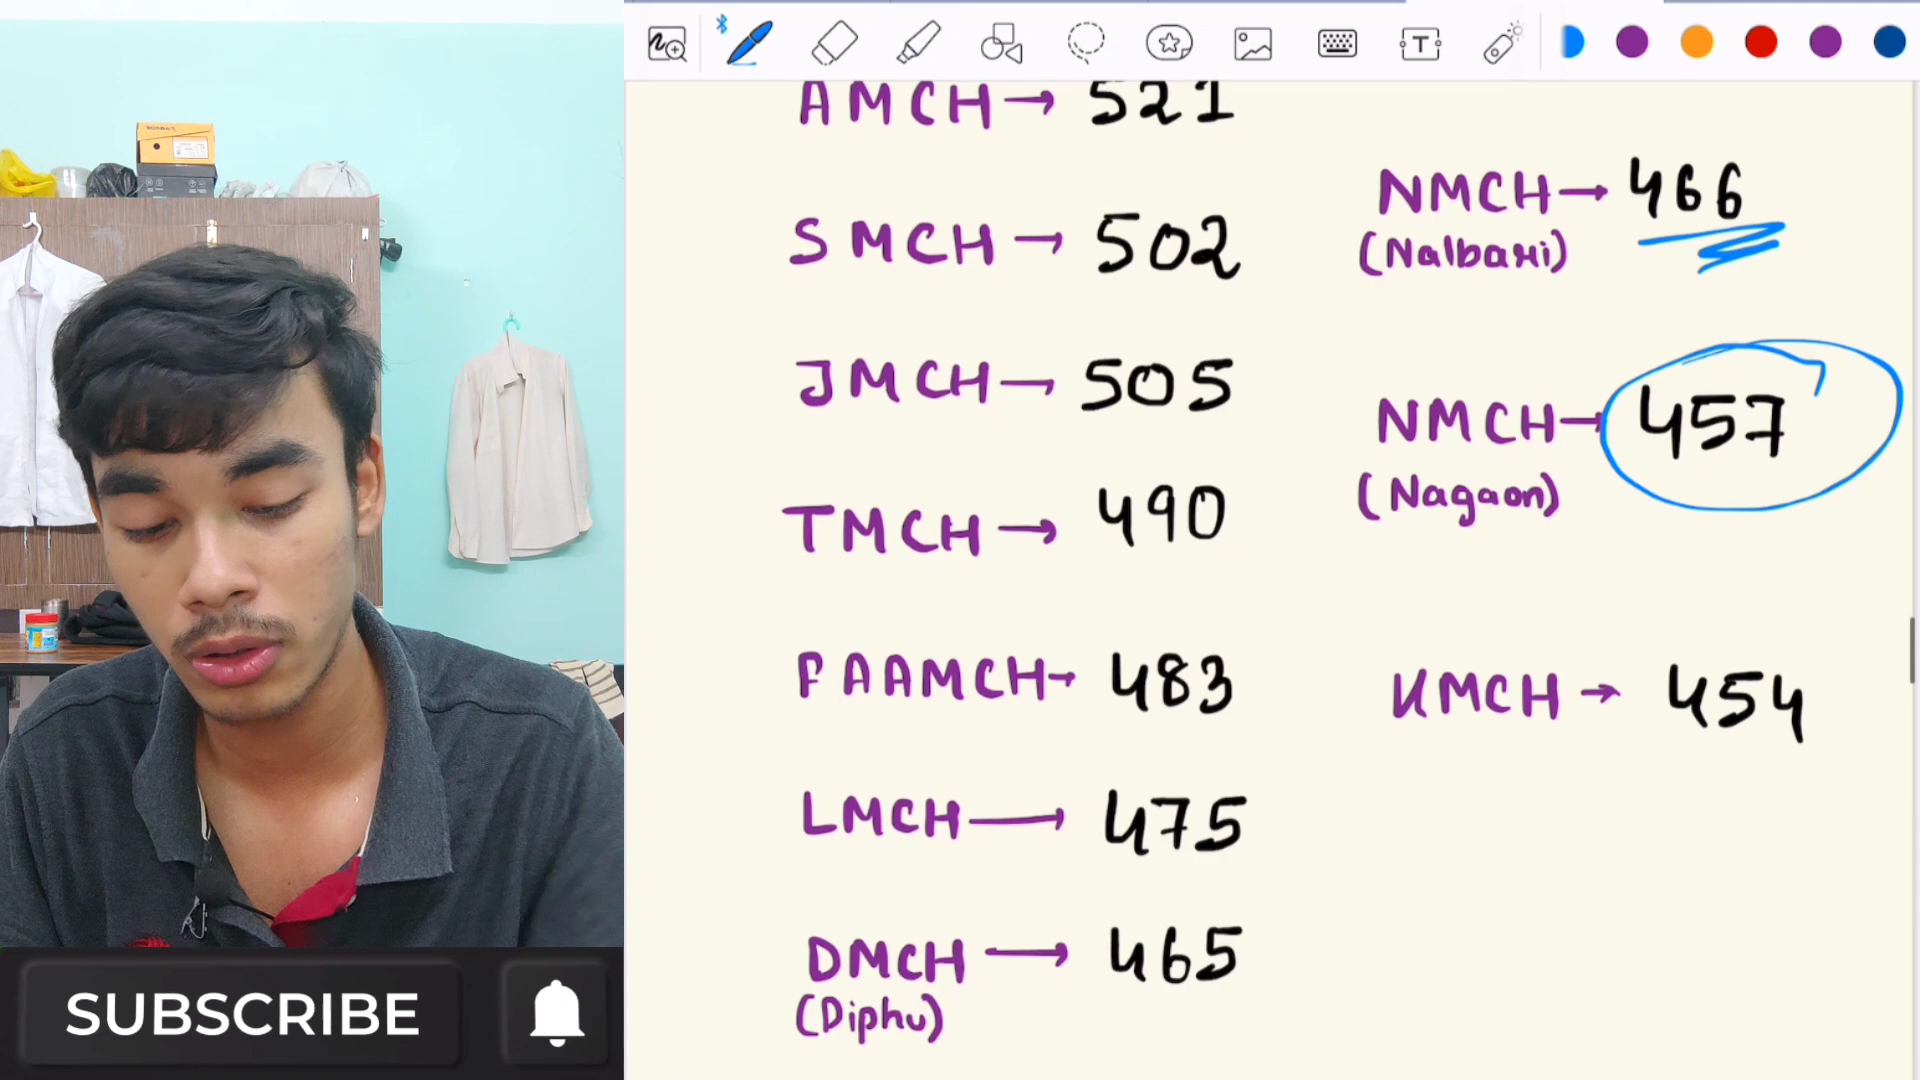 AMCH → 521
SMCH → 502
JMCH → 505
TMCH → 490
FAAMCH → 483
LMCH → 475
DMCH → 465
(Diphu)
NMCH → 466
(Nalbari)
NMCH → 457
(Nagaon)
KMCH → 454
SUBSCRIBE